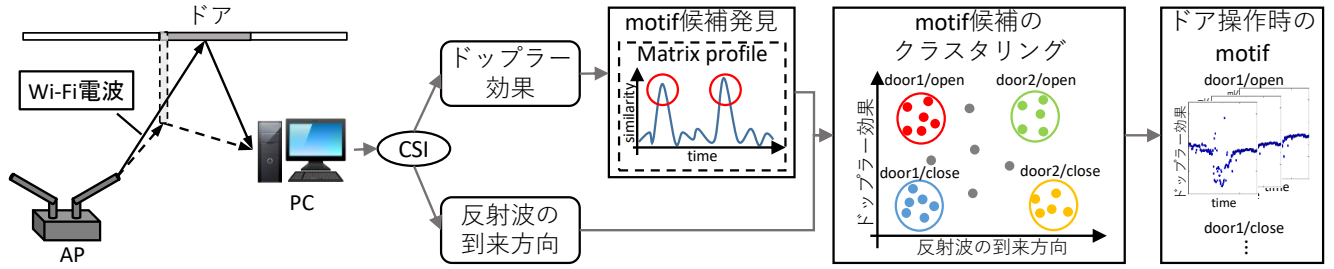 ドア
Wi-Fi電波
AP
PC
CSI
ドップラー
効果
反射波の
到来方向
motif候補発見
Matrix profile
similarity
time
motif候補の
クラスタリング
door1/open
door2/open
door1/close
door2/close
ドップラー効果
反射波の到来方向
ドア操作時の
motif
door1/open
ドップラー効果
time
door1/close
⋮